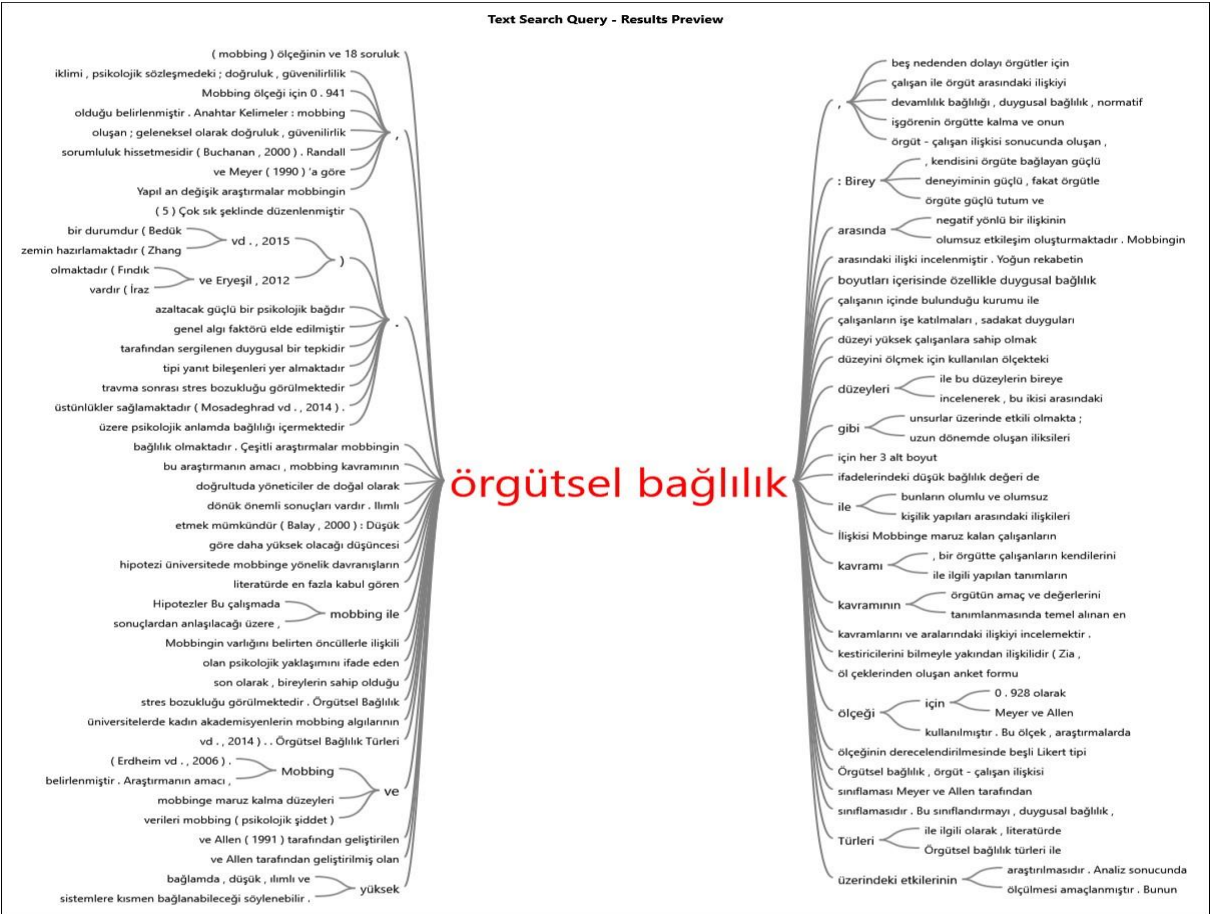 Text Search Query - Results Preview
( mobbing ) ölçeğinin ve 18 soruluk
iklimi , psikolojik sözleşmedeki ; doğruluk , güvenilirlilik
Mobbing ölçeği için 0 . 941
olduğu belirlenmiştir . Anahtar Kelimeler : mobbing
oluşan ; geleneksel olarak doğruluk , güvenilirlik
sorumluluk hissetmesidir ( Buchanan , 2000 ) . Randall
ve Meyer ( 1990 ) 'a göre
Yapıl an değişik araştırmalar mobbingin
,
( 5 ) Çok sık şeklinde düzenlenmiştir
bir durumdur ( Bedük
zemin hazırlamaktadır ( Zhang
vd . , 2015
olmaktadır ( Fındık
vardır ( İraz
ve Eryeşil , 2012
)
azaltacak güçlü bir psikolojik bağdır
genel algı faktörü elde edilmiştir
tarafından sergilenen duygusal bir tepkidir
tipi yanıt bileşenleri yer almaktadır
travma sonrası stres bozukluğu görülmektedir
üstünlükler sağlamaktadır ( Mosadeghrad vd . , 2014 ) .
üzere psikolojik anlamda bağlılığı içermektedir
.
bağlılık olmaktadır . Çeşitli araştırmalar mobbingin
bu araştırmanın amacı , mobbing kavramının
doğrultuda yöneticiler de doğal olarak
dönük önemli sonuçları vardır . Ilımlı
etmek mümkündür ( Balay , 2000 ) : Düşük
göre daha yüksek olacağı düşüncesi
hipotezi üniversitede mobbinge yönelik davranışların
literatürde en fazla kabul gören
Hipotezler Bu çalışmada
sonuçlardan anlaşılacağı üzere ,
mobbing ile
Mobbingin varlığını belirten öncüllerle ilişkili
olan psikolojik yaklaşımını ifade eden
son olarak , bireylerin sahip olduğu
stres bozukluğu görülmektedir . Örgütsel Bağlılık
üniversitelerde kadın akademisyenlerin mobbing algılarının
vd . , 2014 ) . . Örgütsel Bağlılık Türleri
( Erdheim vd . , 2006 ) .
belirlenmiştir . Araştırmanın amacı ,
Mobbing
mobbinge maruz kalma düzeyleri
verileri mobbing ( psikolojik şiddet )
ve
ve Allen ( 1991 ) tarafından geliştirilen
ve Allen tarafından geliştirilmiş olan
bağlamda , düşük , ılımlı ve
sistemlere kısmen bağlanabileceği söylenebilir .
yüksek
örgütsel bağlılık
,
beş nedenden dolayı örgütler için
çalışan ile örgüt arasındaki ilişkiyi
devamlılık bağlılığı , duygusal bağlılık , normatif
işgörenin örgütte kalma ve onun
örgüt - çalışan ilişkisi sonucunda oluşan ,
: Birey
, kendisini örgüte bağlayan güçlü
deneyiminin güçlü , fakat örgütle
örgüte güçlü tutum ve
arasında
negatif yönlü bir ilişkinin
olumsuz etkileşim oluşturmaktadır . Mobbingin
arasındaki ilişki incelenmiştir . Yoğun rekabetin
boyutları içerisinde özellikle duygusal bağlılık
çalışanın içinde bulunduğu kurumu ile
çalışanların işe katılmaları , sadakat duyguları
düzeyi yüksek çalışanlara sahip olmak
düzeyini ölçmek için kullanılan ölçekteki
düzeyleri
ile bu düzeylerin bireye
incelenerek , bu ikisi arasındaki
gibi
unsurlar üzerinde etkili olmakta ;
uzun dönemde oluşan iliksileri
için her 3 alt boyut
ifadelerindeki düşük bağlılık değeri de
ile
bunların olumlu ve olumsuz
kişilik yapıları arasındaki ilişkileri
İlişkisi Mobbinge maruz kalan çalışanların
kavramı
, bir örgütte çalışanların kendilerini
ile ilgili yapılan tanımların
kavramının
örgütün amaç ve değerlerini
tanımlanmasında temel alınan en
kavramlarını ve aralarındaki ilişkiyi incelemektir .
kestiricilerini bilmeyle yakından ilişkilidir ( Zia ,
öl çeklerinden oluşan anket formu
ölçeği
için
0 . 928 olarak
Meyer ve Allen
kullanılmıştır . Bu ölçek , araştırmalarda
ölçeğinin derecelendirilmesinde beşli Likert tipi
Örgütsel bağlılık , örgüt - çalışan ilişkisi
sınıflaması Meyer ve Allen tarafından
sınıflamasıdır . Bu sınıflandırmayı , duygusal bağlılık ,
Türleri
ile ilgili olarak , literatürde
Örgütsel bağlılık türleri ile
üzerindeki etkilerinin
araştırılmasıdır . Analiz sonucunda
ölçülmesi amaçlanmıştır . Bunun